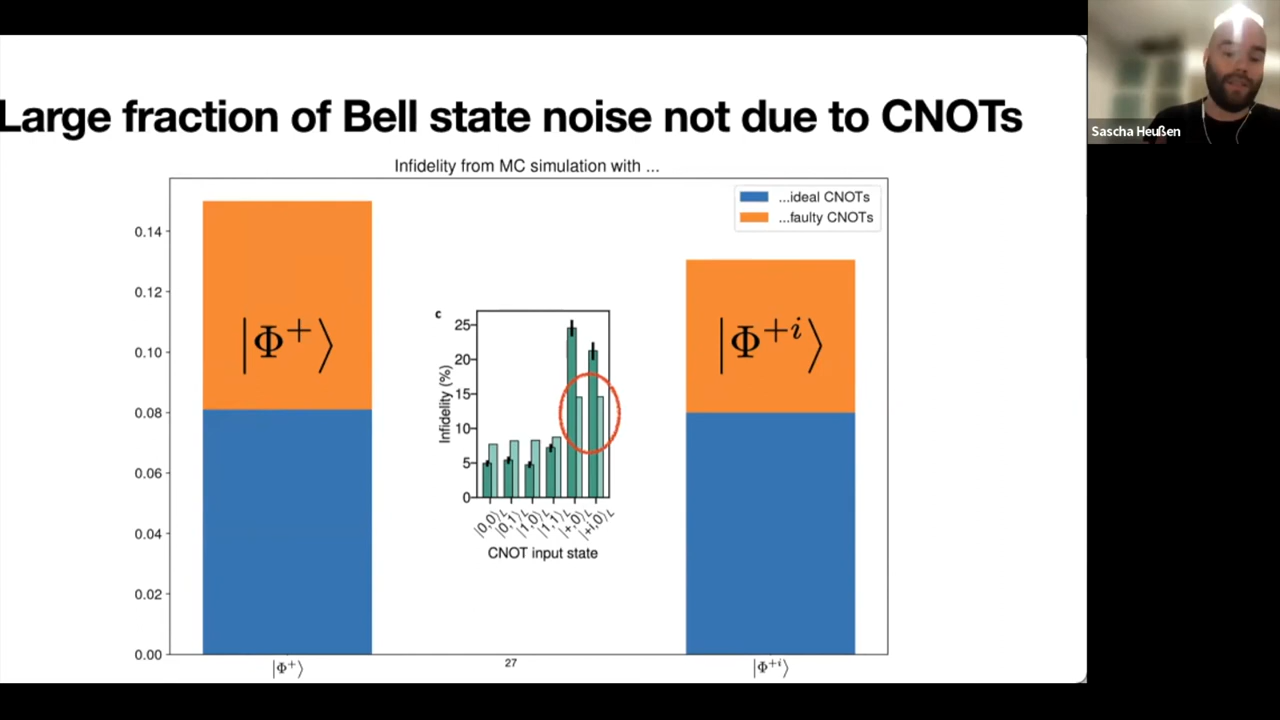 Large fraction of Bell state noise not due to CNOTs
Sascha Heußen
Infidelity from MC simulation with ...
...ideal CNOTs
...faulty CNOTs
0.14
0.12
0.10
0.08
0.06
0.04
0.02
0.00
|Φ⁺⟩
|Φ⁺ⁱ⟩
c
Infidelity (%)
25
20
15
10
5
0
|0,0⟩L
|0,1⟩L
|1,0⟩L
|1,1⟩L
|+,0⟩L
|+i,0⟩L
CNOT input state
|Φ⁺⟩
27
|Φ⁺ⁱ⟩